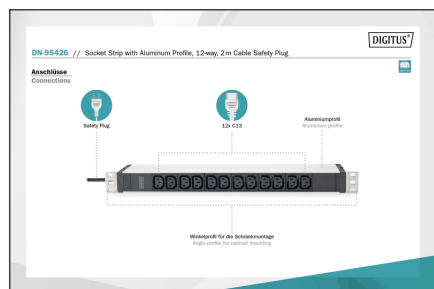 DIGITUS®
DN-95426 // Socket Strip with Aluminum Profile, 12-way, 2m Cable Safety Plug
Anschlüsse
Connections
Safety Plug
12x C13
Aluminiumprofil
Aluminium profile
Winkelprofil für die Schrankmontage
Angle profile for cabinet mounting